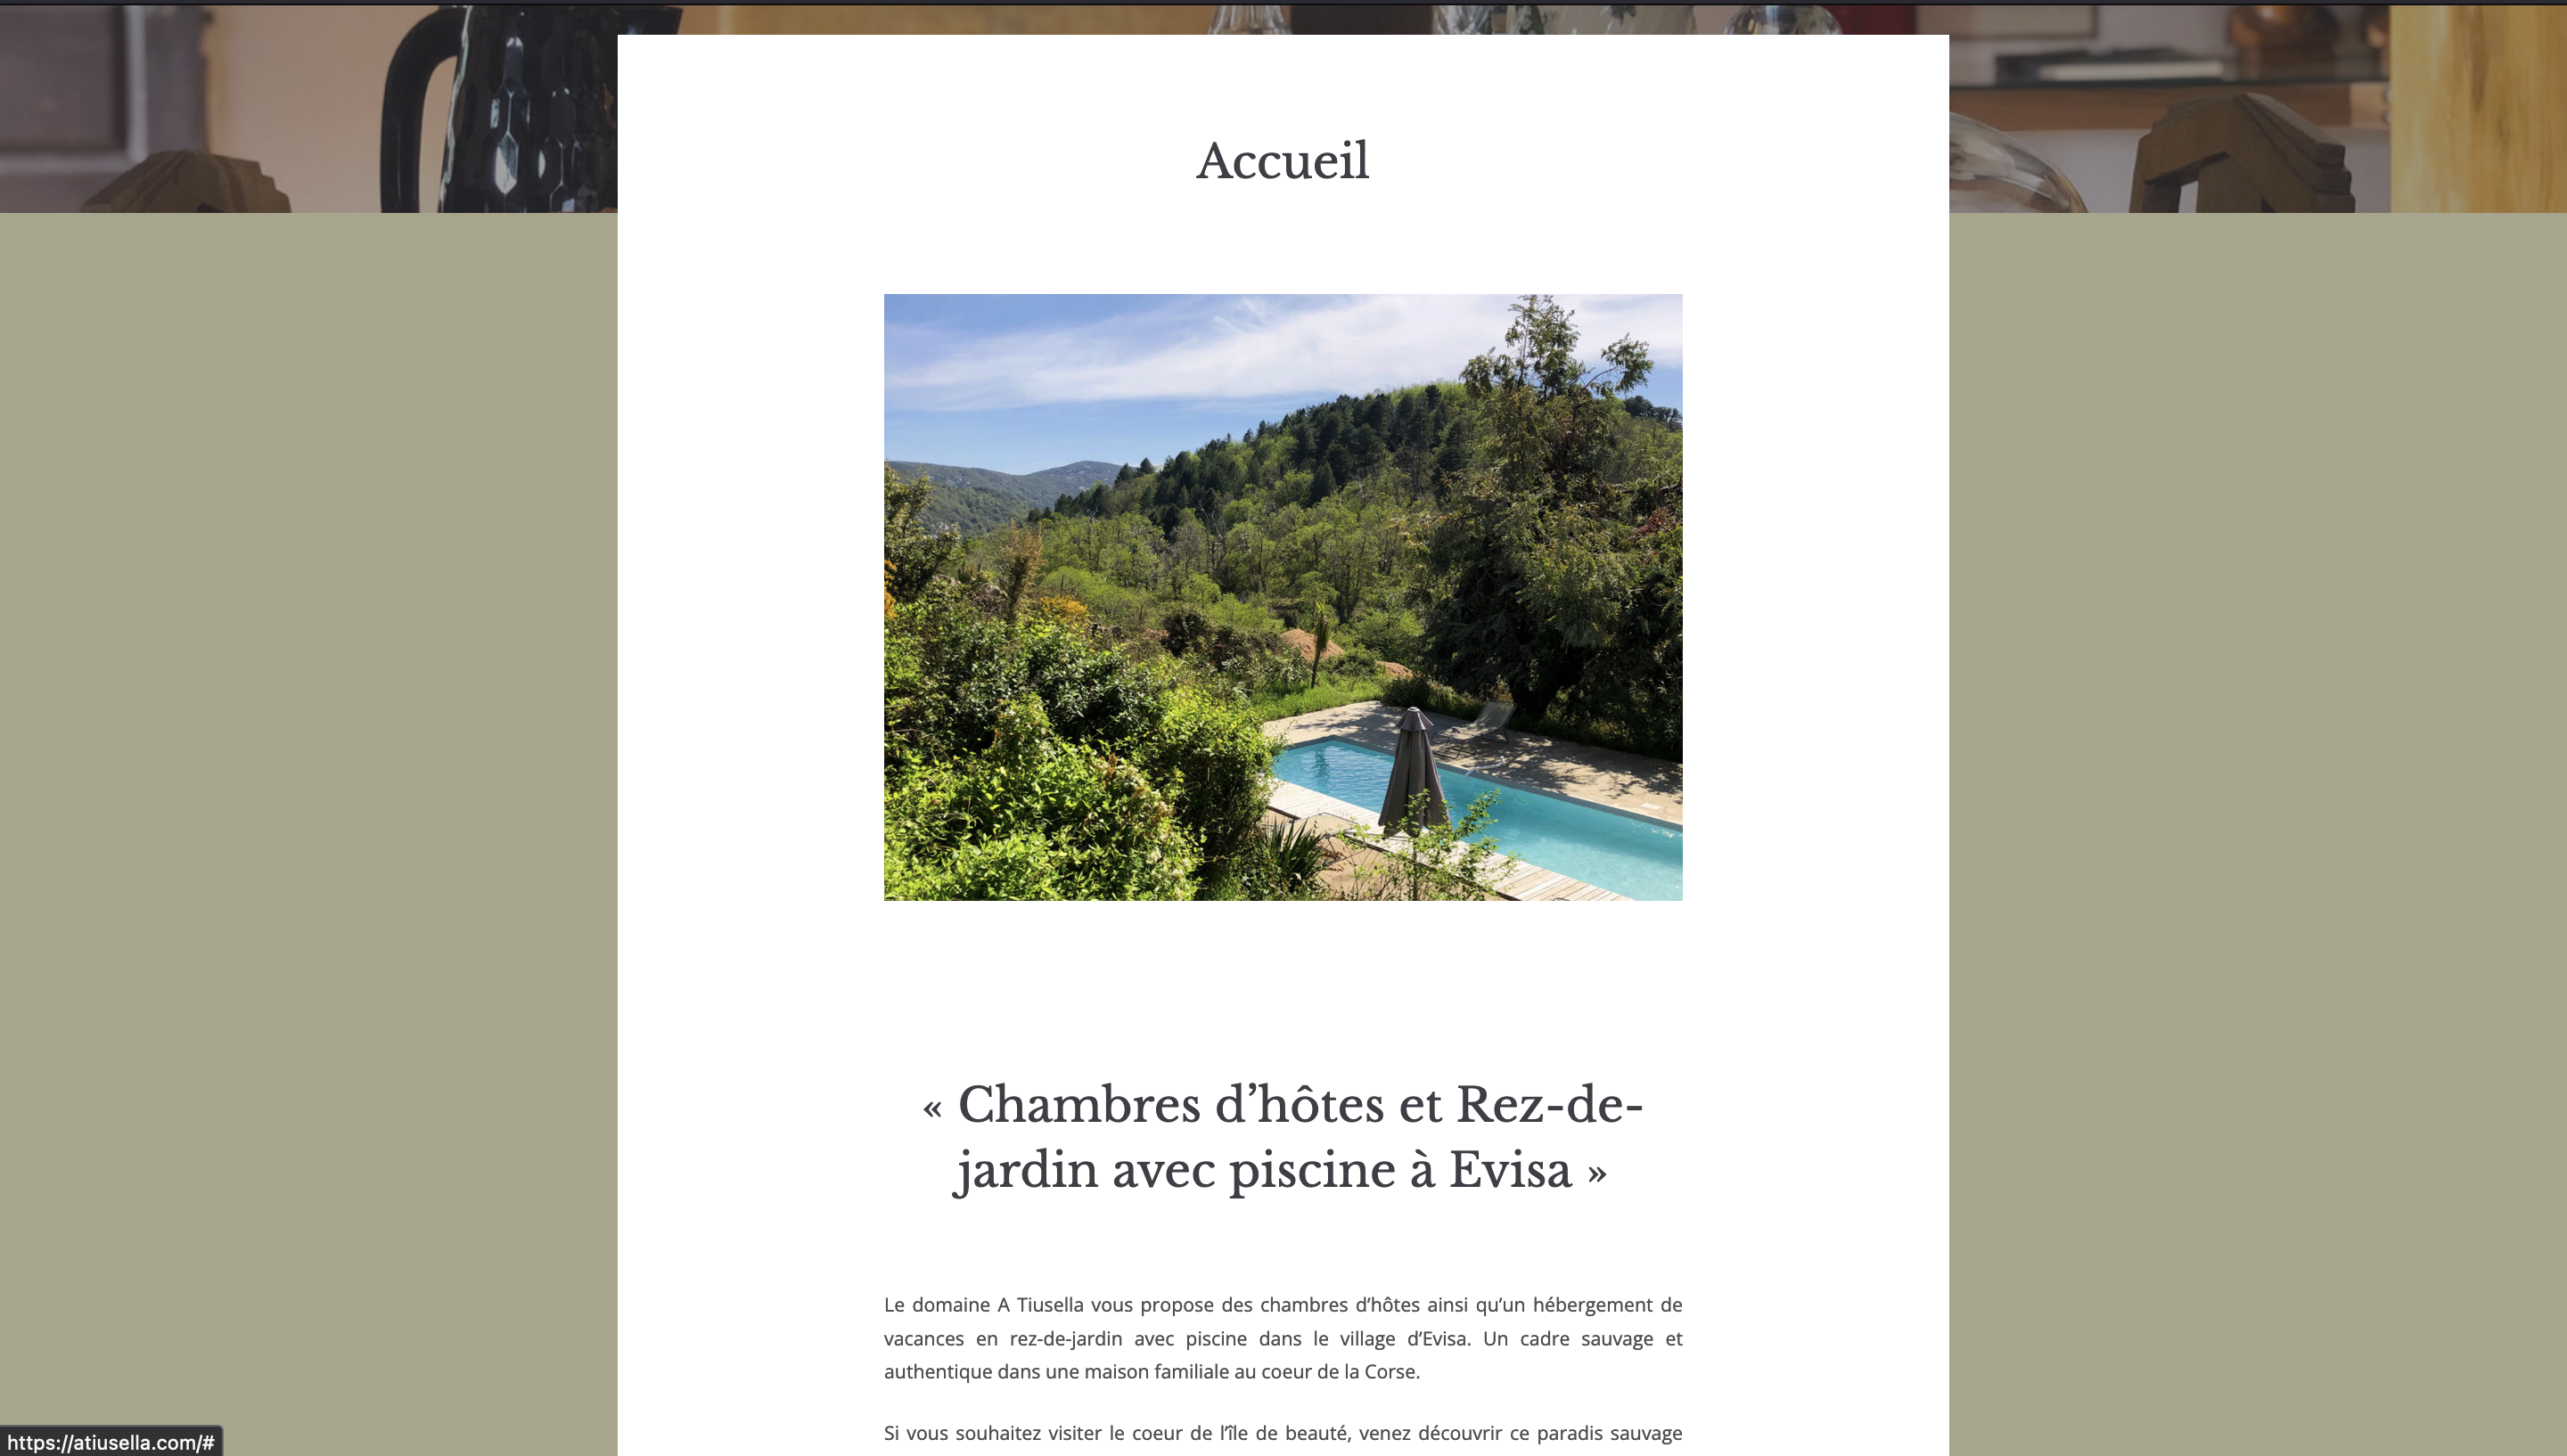 Accueil
« Chambres d’hôtes et Rez-de-
jardin avec piscine à Evisa »
Le domaine A Tiusella vous propose des chambres d’hôtes ainsi qu’un hébergement de
vacances en rez-de-jardin avec piscine dans le village d’Evisa. Un cadre sauvage et
authentique dans une maison familiale au coeur de la Corse.
Si vous souhaitez visiter le coeur de l’île de beauté, venez découvrir ce paradis sauvage
https://atiusella.com/#